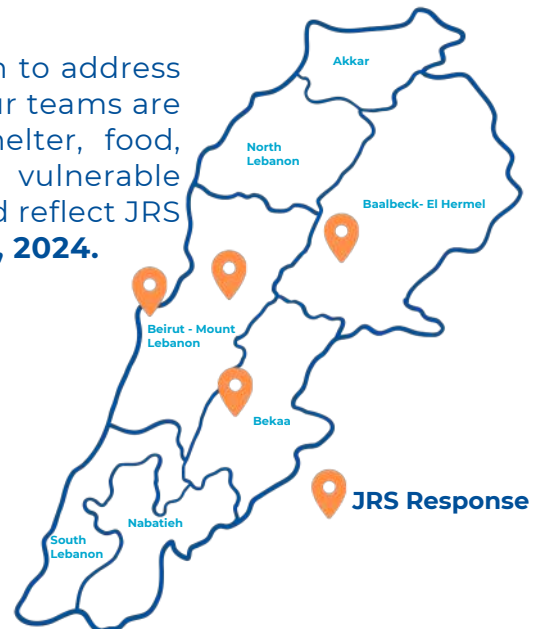 n to address
ur teams are
helter, food,
vulnerable
d reflect JRS
, 2024.
Akkar
North
Lebanon
Baalbeck- El Hermel
Beirut - Mount
Lebanon
Bekaa
JRS Response
Nabatieh
South
Lebanon